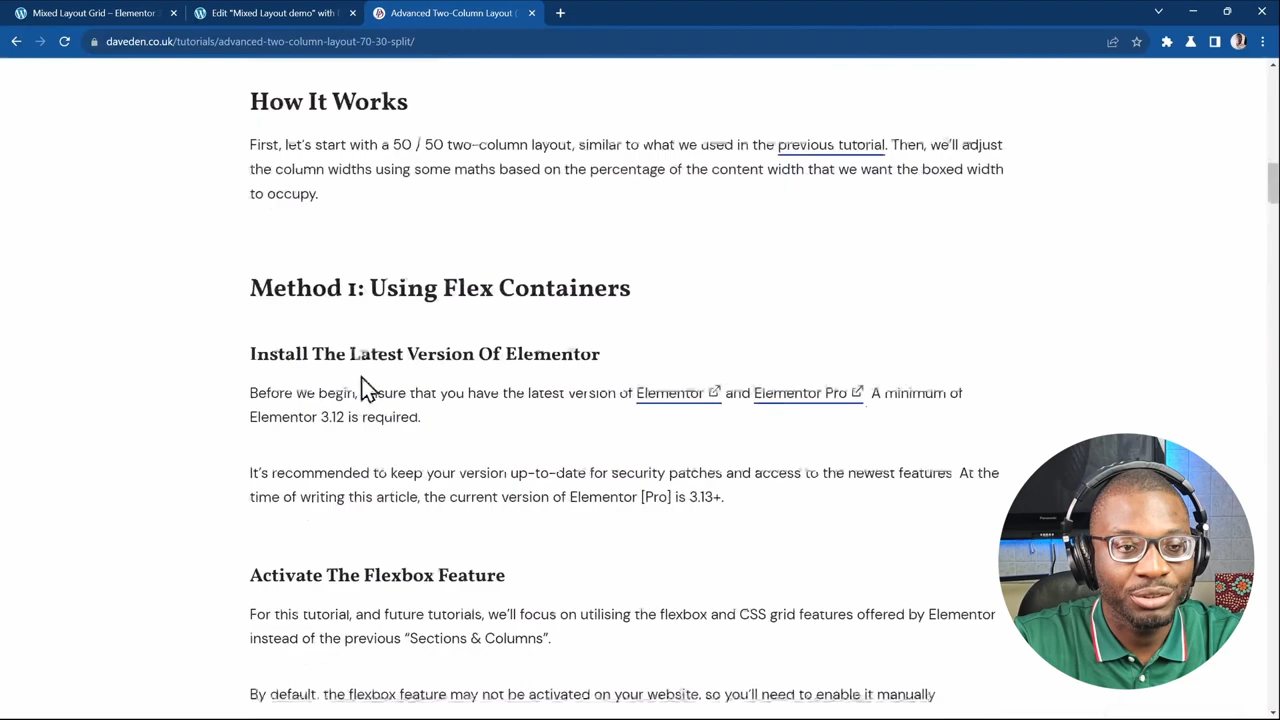 Mixed Layout Grid – Elementor
Edit "Mixed Layout demo" with
Advanced Two-Column Layout (
daveden.co.uk/tutorials/advanced-two-column-layout-70-30-split/
How It Works
First, let's start with a 50 / 50 two-column layout, similar to what we used in the previous tutorial. Then, we'll adjust
the column widths using some maths based on the percentage of the content width that we want the boxed width
to occupy.
Method 1: Using Flex Containers
Install The Latest Version Of Elementor
Before we begin, ensure that you have the latest version of Elementor and Elementor Pro. A minimum of
Elementor 3.12 is required.
It's recommended to keep your version up-to-date for security patches and access to the newest features. At the
time of writing this article, the current version of Elementor [Pro] is 3.13+.
Activate The Flexbox Feature
For this tutorial, and future tutorials, we'll focus on utilising the flexbox and CSS grid features offered by Elementor
instead of the previous "Sections & Columns".
By default, the flexbox feature may not be activated on your website, so you'll need to enable it manually